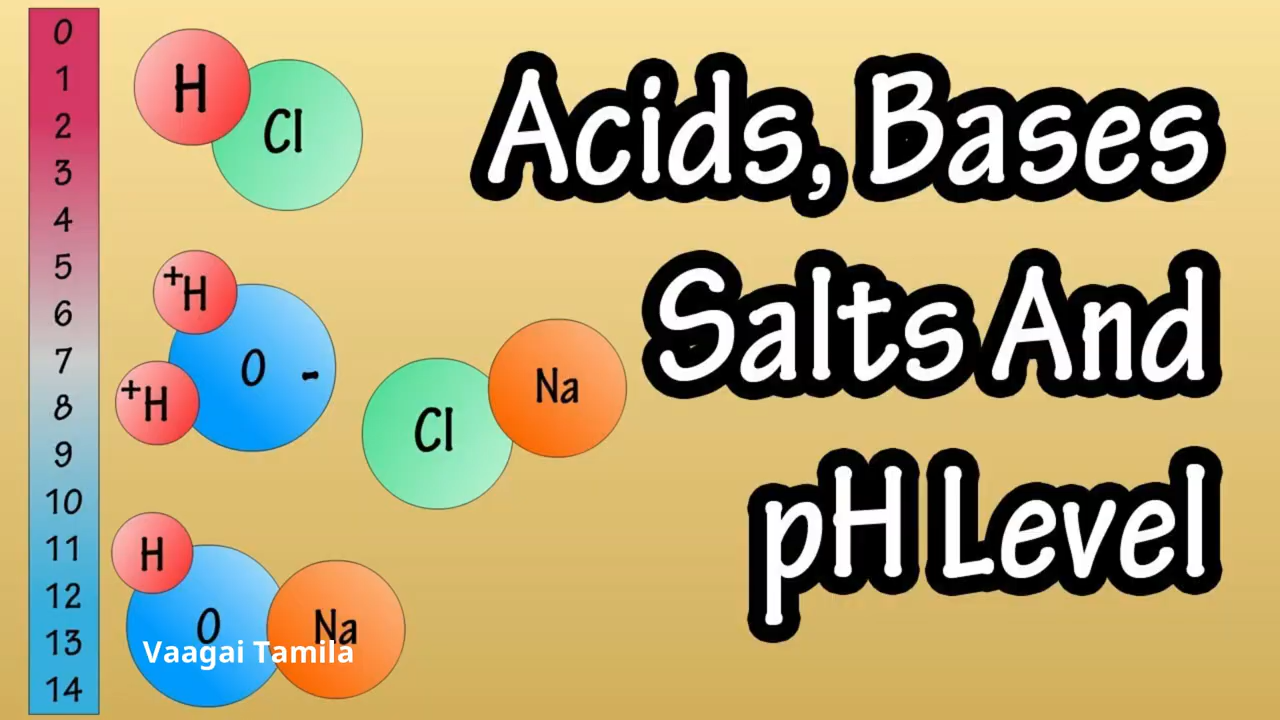 Acids, Bases
Salts And
pH Level
0
1
2
3
4
5
6
7
8
9
10
11
12
13
14
H
Cl
+H
+H
O -
Cl
Na
H
O
Na
Vaagai Tamila